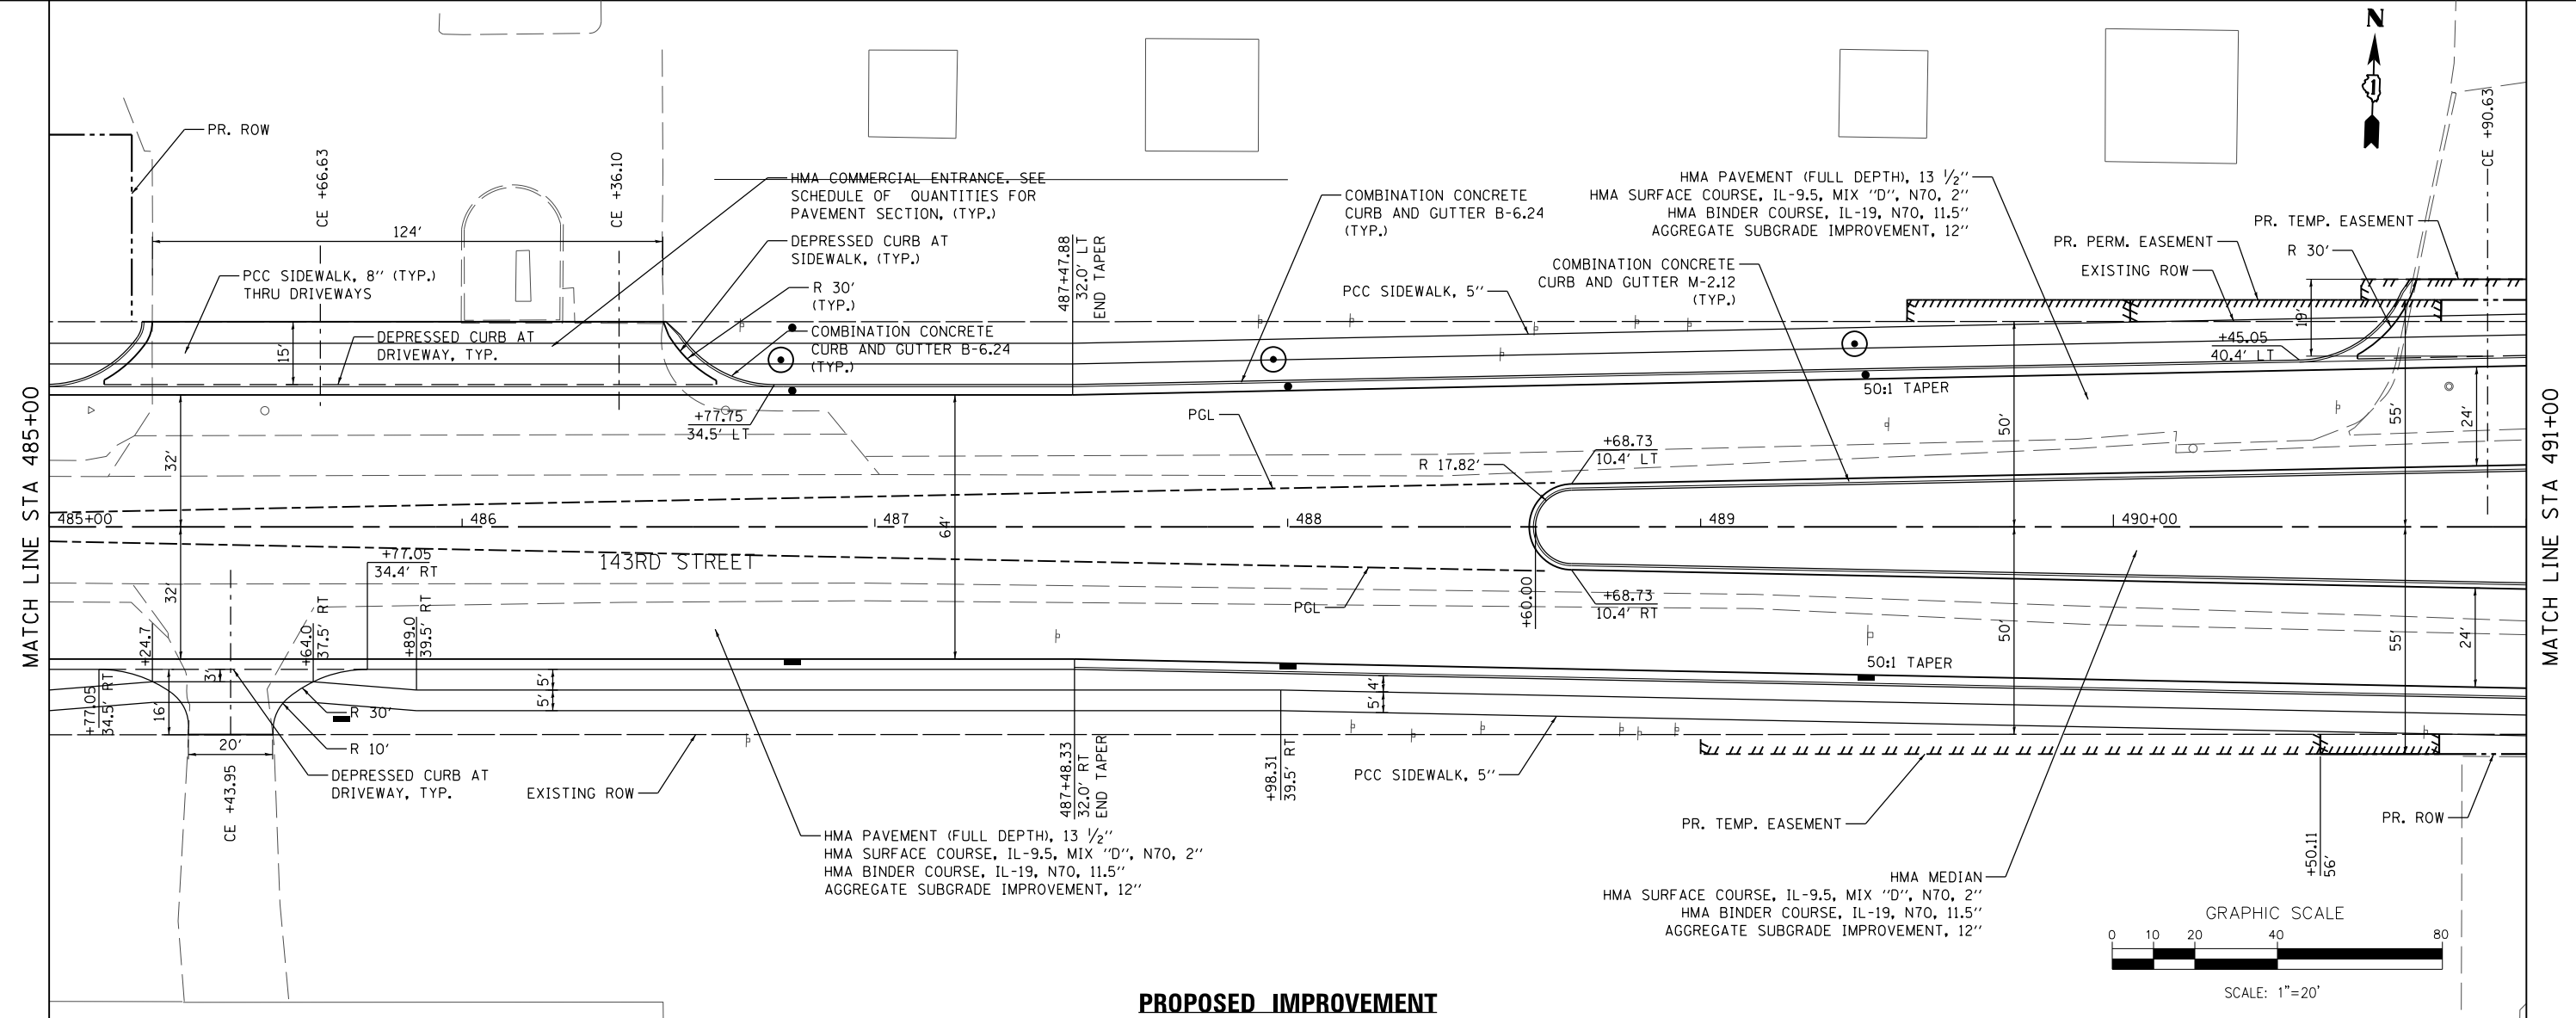 N
PR. ROW
CE +66.63
CE +36.10
CE +90.63
HMA COMMERCIAL ENTRANCE. SEE
SCHEDULE OF QUANTITIES FOR
PAVEMENT SECTION, (TYP.)
DEPRESSED CURB AT
SIDEWALK, (TYP.)
R 30'
(TYP.)
COMBINATION CONCRETE
CURB AND GUTTER B-6.24
(TYP.)
124'
PCC SIDEWALK, 8'' (TYP.)
THRU DRIVEWAYS
DEPRESSED CURB AT
DRIVEWAY, TYP.
15'
487+47.88
32.0' LT
END TAPER
COMBINATION CONCRETE
CURB AND GUTTER B-6.24
(TYP.)
PCC SIDEWALK, 5''
HMA PAVEMENT (FULL DEPTH), 13 1/2''
HMA SURFACE COURSE, IL-9.5, MIX ''D'', N70, 2''
HMA BINDER COURSE, IL-19, N70, 11.5''
AGGREGATE SUBGRADE IMPROVEMENT, 12''
COMBINATION CONCRETE
CURB AND GUTTER M-2.12
(TYP.)
PR. TEMP. EASEMENT
PR. PERM. EASEMENT
R 30'
EXISTING ROW
19'
+45.05
40.4' LT
50:1 TAPER
+77.75
34.5' LT
PGL
+68.73
10.4' LT
R 17.82'
32'
50'
55'
24'
MATCH LINE STA 485+00
MATCH LINE STA 491+00
485+00
486
487
488
489
490+00
64'
143RD STREET
+77.05
34.4' RT
32'
PGL
+60.00
+68.73
10.4' RT
50'
55'
24'
+24.7
+64.0
37.5' RT
+89.0
39.5' RT
3'
16'
+77.05
34.5' RT
5'
5'
4'
5'
50:1 TAPER
R 30'
R 10'
20'
CE +43.95
DEPRESSED CURB AT
DRIVEWAY, TYP.
EXISTING ROW
487+48.33
32.0' RT
END TAPER
+98.31
39.5' RT
PCC SIDEWALK, 5''
PR. TEMP. EASEMENT
PR. ROW
+50.11
56'
HMA PAVEMENT (FULL DEPTH), 13 1/2''
HMA SURFACE COURSE, IL-9.5, MIX ''D'', N70, 2''
HMA BINDER COURSE, IL-19, N70, 11.5''
AGGREGATE SUBGRADE IMPROVEMENT, 12''
HMA MEDIAN
HMA SURFACE COURSE, IL-9.5, MIX ''D'', N70, 2''
HMA BINDER COURSE, IL-19, N70, 11.5''
AGGREGATE SUBGRADE IMPROVEMENT, 12''
GRAPHIC SCALE
0 10 20 40 80
SCALE: 1"=20'
PROPOSED IMPROVEMENT